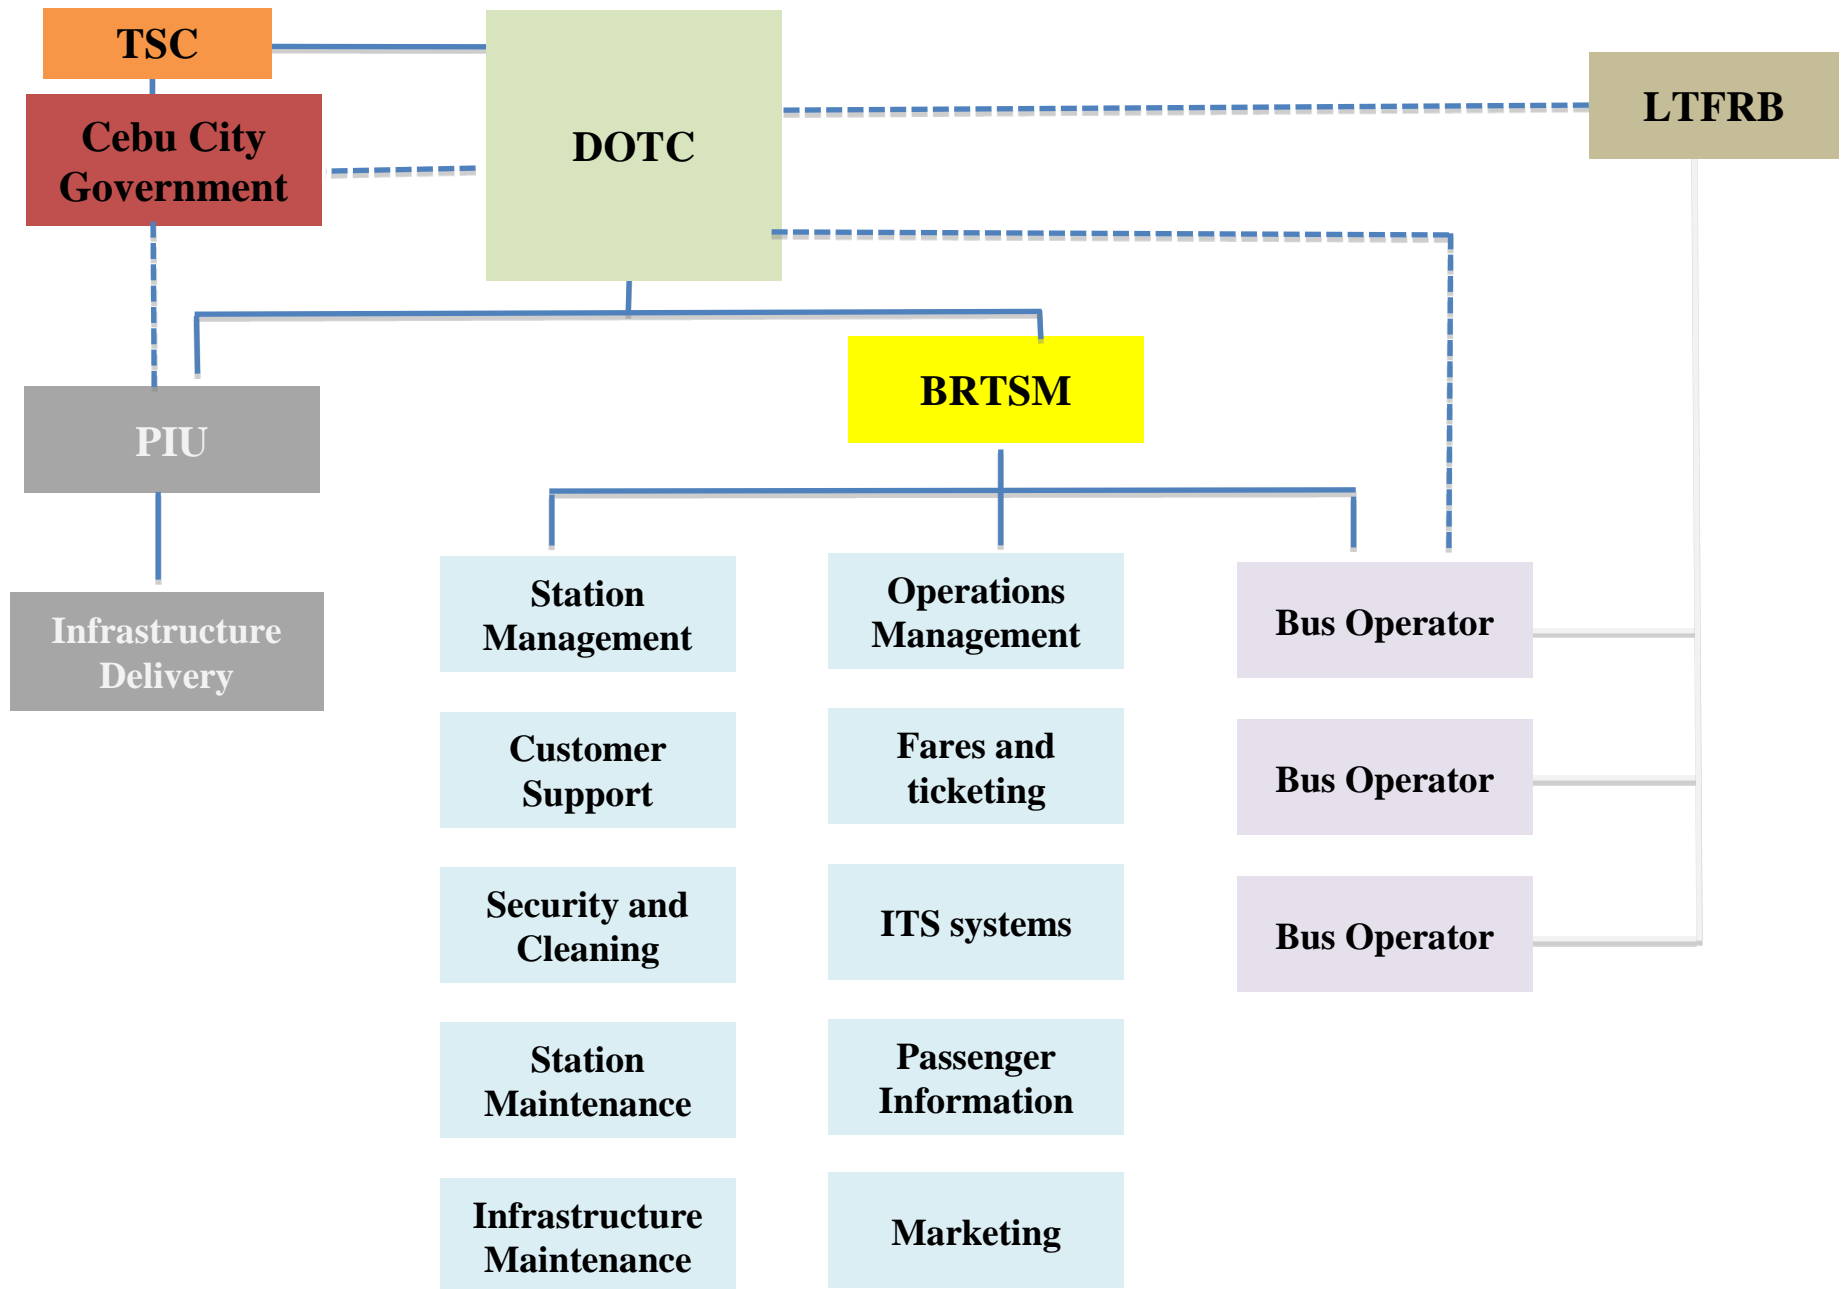 TSC
DOTC
LTFRB
Cebu City
Government
BRTSM
PIU
Infrastructure
Delivery
Station
Management
Operations
Management
Bus Operator
Customer
Support
Fares and
ticketing
Bus Operator
Security and
Cleaning
ITS systems
Bus Operator
Station
Maintenance
Passenger
Information
Infrastructure
Maintenance
Marketing